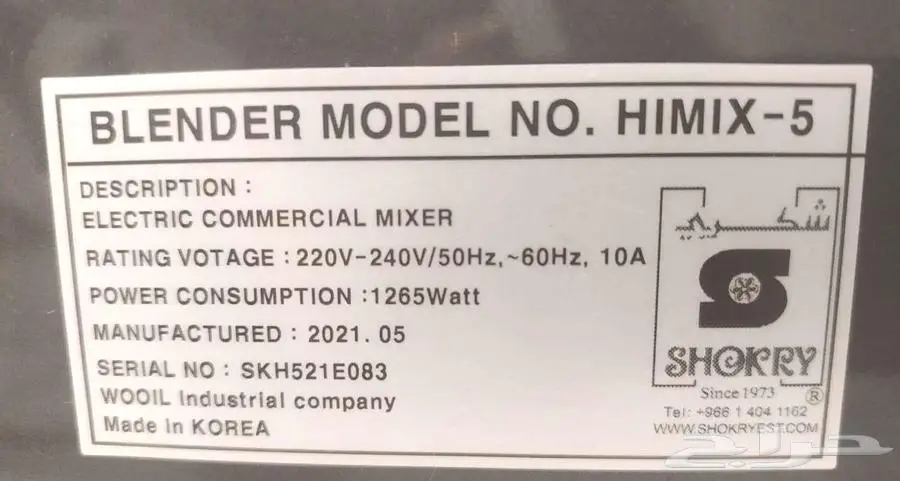 BLENDER MODEL NO. HIMIX-5
DESCRIPTION :
ELECTRIC COMMERCIAL MIXER
RATING VOTAGE : 220V-240V/50Hz,~60Hz, 10A
POWER CONSUMPTION :1265Watt
MANUFACTURED : 2021.05
SERIAL NO : SKH521E083
WOOIL Industrial company
Made in KOREA
شكري
SHOKRY
Since 1973 ®
Tel: +966 1 404 1162
WWW.SHOKRYEST.COM
حراج